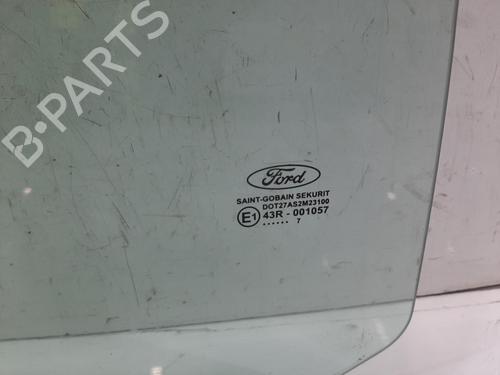 B-PARTS
Ford
SAINT-GOBAIN SEKURIT
DOT27AS2M23100
E1 43R - 001057
...... 7